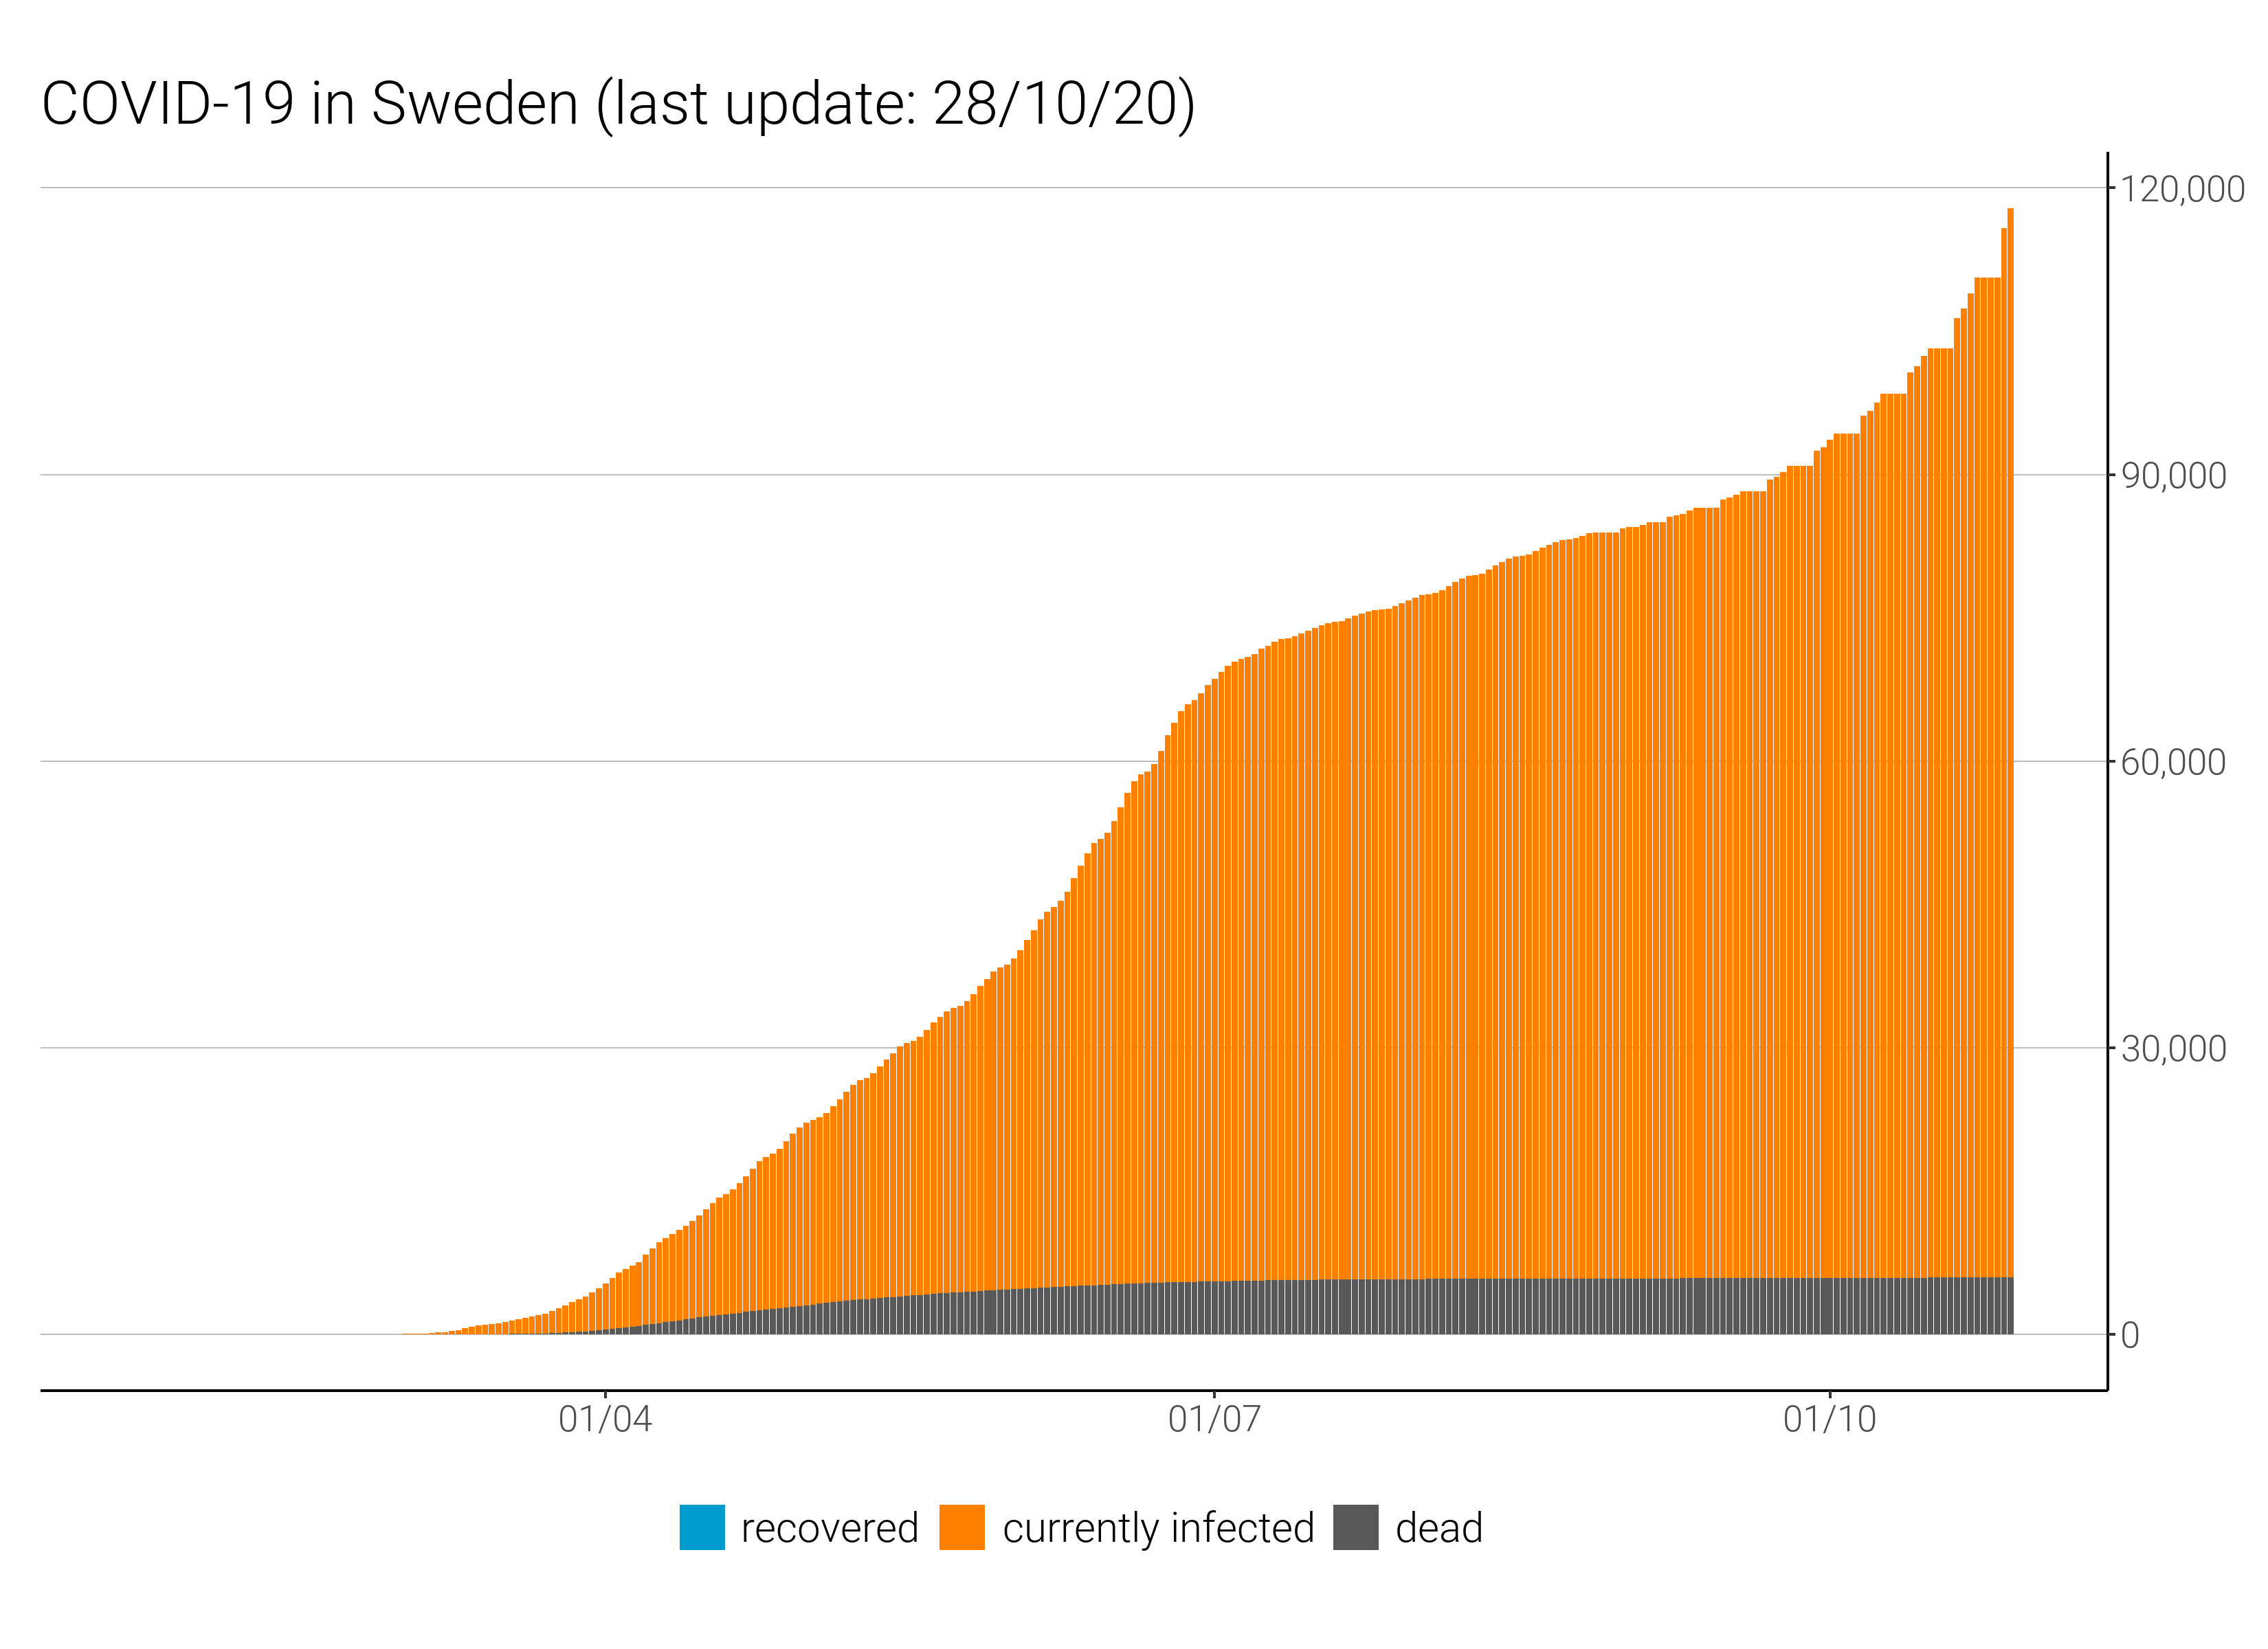 COVID-19 in Sweden (last update: 28/10/20)
120,000
90,000
60,000
30,000
0
01/04 01/07 01/10
recovered currently infected dead